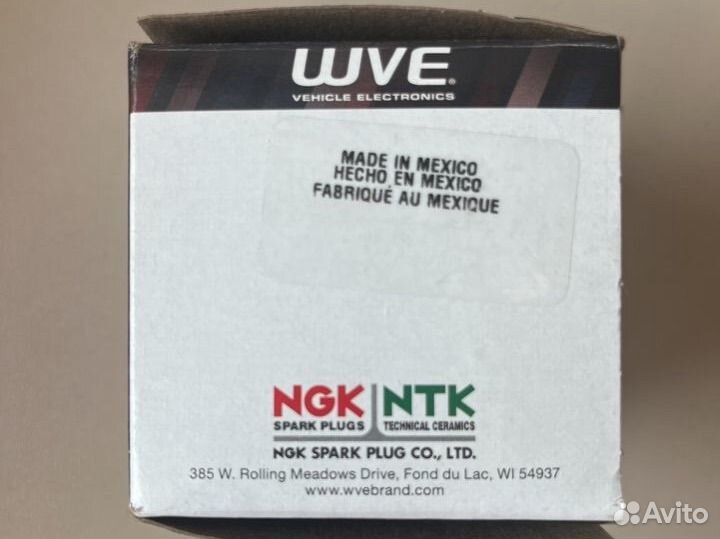 WVE®
VEHICLE ELECTRONICS
MADE IN MEXICO
HECHO EN MEXICO
FABRIQUÉ AU MEXIQUE
NGK NTK
SPARK PLUGS TECHNICAL CERAMICS
NGK SPARK PLUG CO., LTD.
385 W. Rolling Meadows Drive, Fond du Lac, WI 54937
www.wvebrand.com
Avito